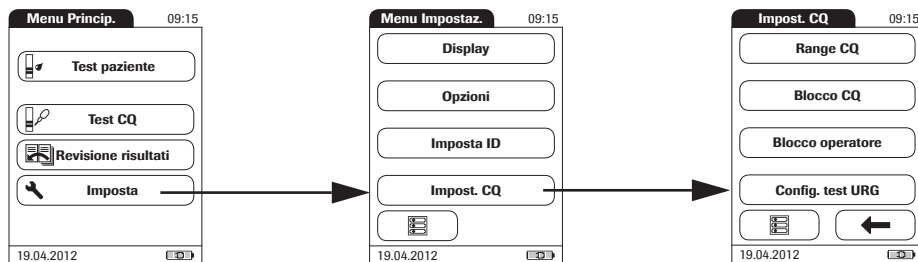 Menu Princip. 09:15
Test paziente
Test CQ
Revisione risultati
Imposta
19.04.2012
Menu Impostaz. 09:15
Display
Opzioni
Imposta ID
Impost. CQ
19.04.2012
Impost. CQ 09:15
Range CQ
Blocco CQ
Blocco operatore
Config. test URG
19.04.2012